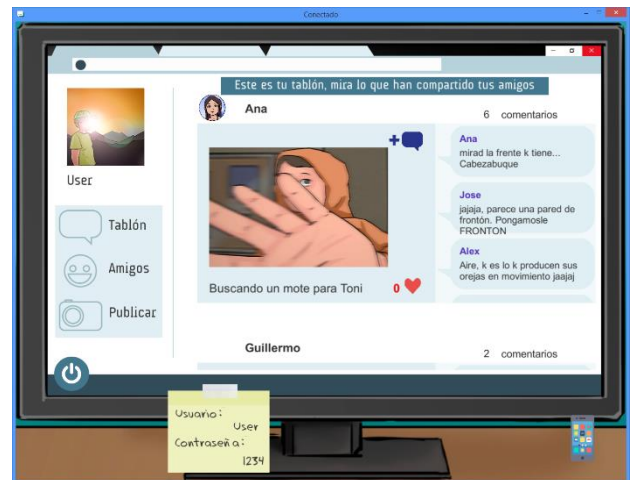 Conectado
Este es tu tablón, mira lo que han compartido tus amigos
User
Tablón
Amigos
Publicar
Ana
6 comentarios
Buscando un mote para Toni
0
Ana
mirad la frente k tiene...
Cabezabuque
Jose
jajaja, parece una pared de
frontón. Pongamosle
FRONTON
Alex
Aire, k es lo k producen sus
orejas en movimiento jaajaj
Guillermo
2 comentarios
Usuario:
User
Contraseña:
1234